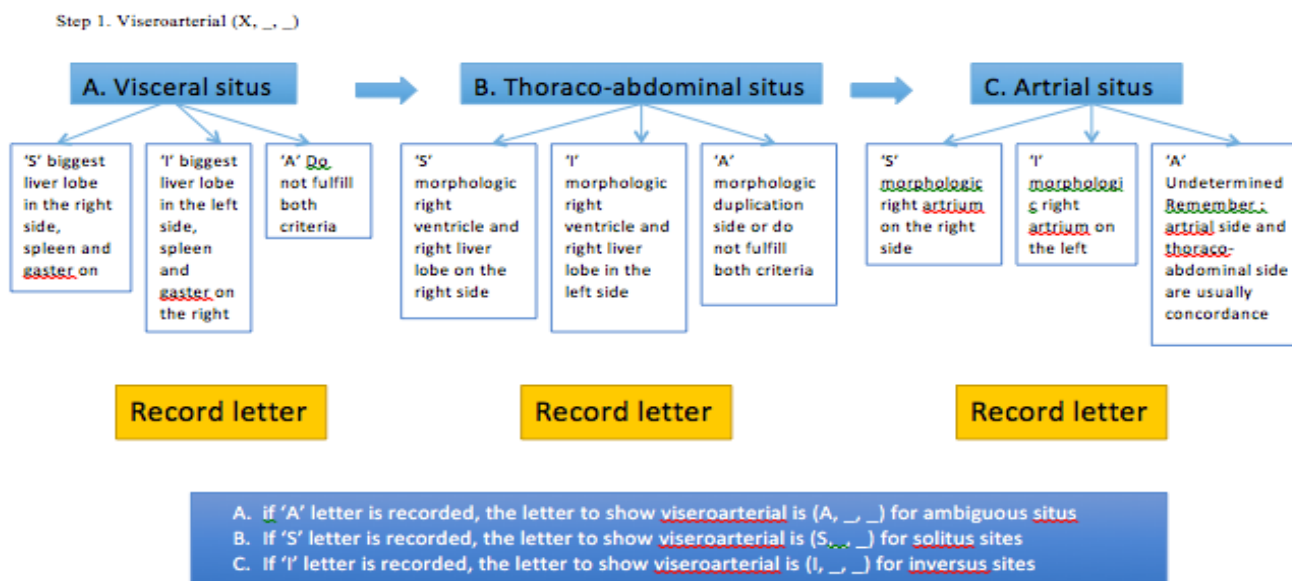 Step 1. Viseroarterial (X, _, _)
A. Visceral situs
B. Thoraco-abdominal situs
C. Artrial situs
'S' biggest
liver lobe
in the right
side,
spleen and
gaster on
'I' biggest
liver lobe
in the left
side,
spleen
and
gaster on
the right
'A' Do
not fulfill
both
criteria
'S'
morphologic
right
ventricle and
right liver
lobe on the
right side
'I'
morphologic
right
ventricle and
right liver
lobe in the
left side
'A'
morphologic
duplication
side or do
not fulfill
both criteria
'S'
morphologic
right artrium
on the right
side
'I'
morphologi
c right
artrium on
the left
'A'
Undetermined
Remember :
artrial side and
thoraco-
abdominal side
are usually
concordance
Record letter
Record letter
Record letter
A. if 'A' letter is recorded, the letter to show viseroarterial is (A, _, _) for ambiguous situs
B. If 'S' letter is recorded, the letter to show viseroarterial is (S, _, _) for solitus sites
C. If 'I' letter is recorded, the letter to show viseroarterial is (I, _, _) for inversus sites